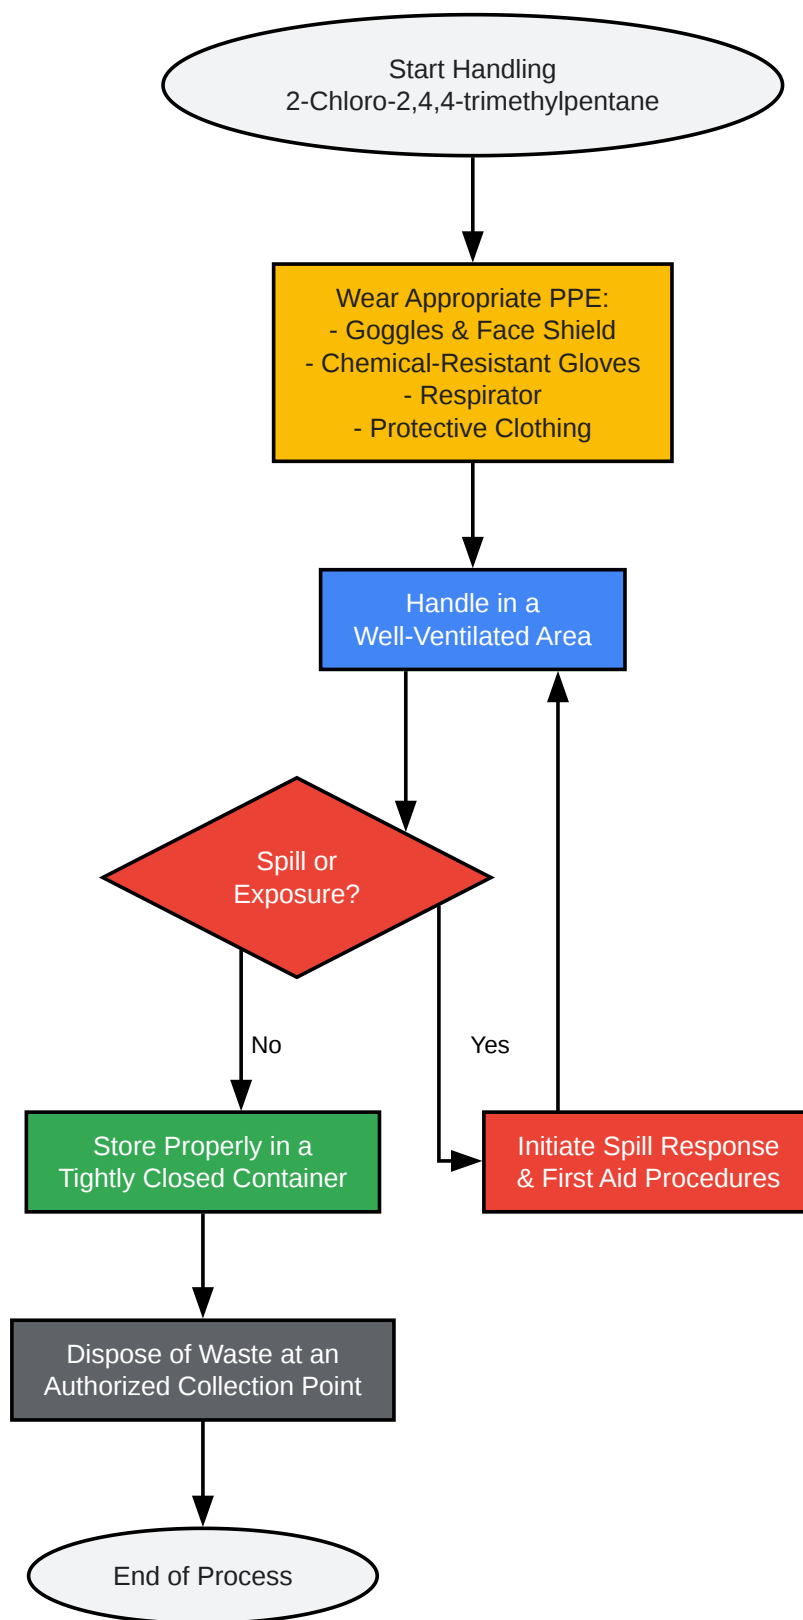 Start Handling
2-Chloro-2,4,4-trimethylpentane
Wear Appropriate PPE:
- Goggles & Face Shield
- Chemical-Resistant Gloves
- Respirator
- Protective Clothing
Handle in a
Well-Ventilated Area
Spill or
Exposure?
No
Yes
Store Properly in a
Tightly Closed Container
Initiate Spill Response
& First Aid Procedures
Dispose of Waste at an
Authorized Collection Point
End of Process